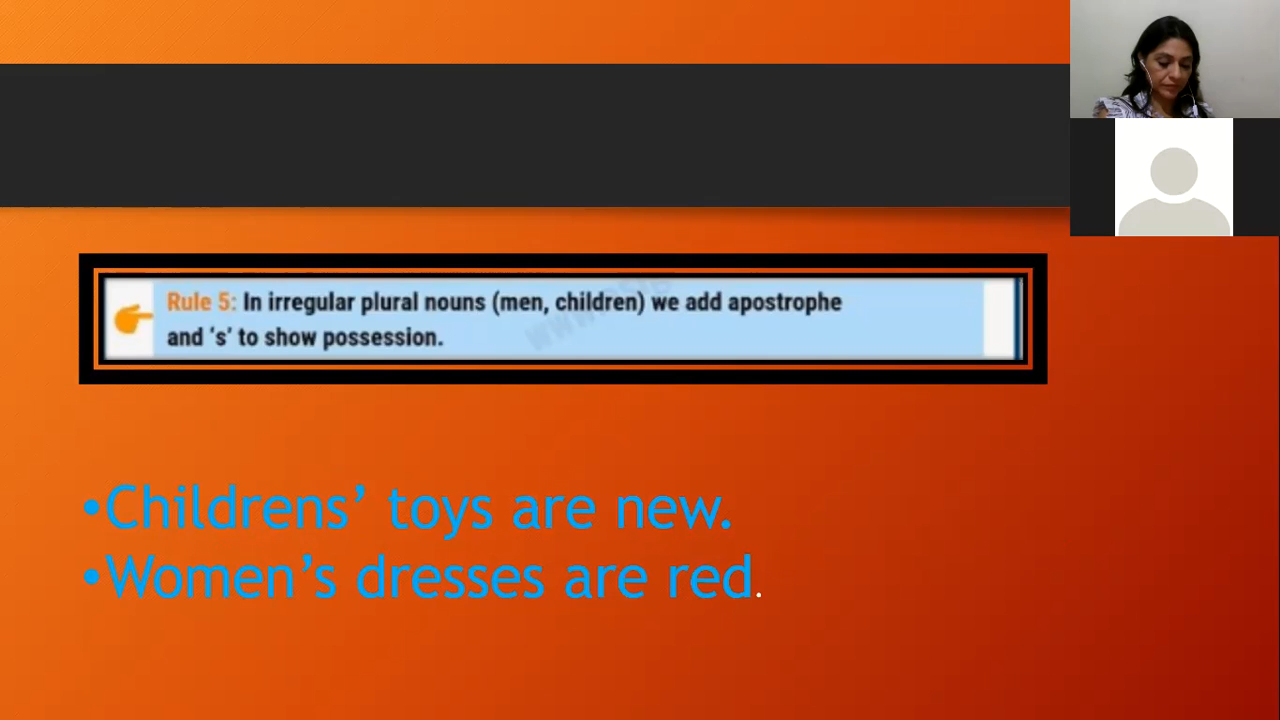 Rule 5: In irregular plural nouns (men, children) we add apostrophe
and ‘s’ to show possession.
•Childrens’ toys are new.
•Women’s dresses are red.